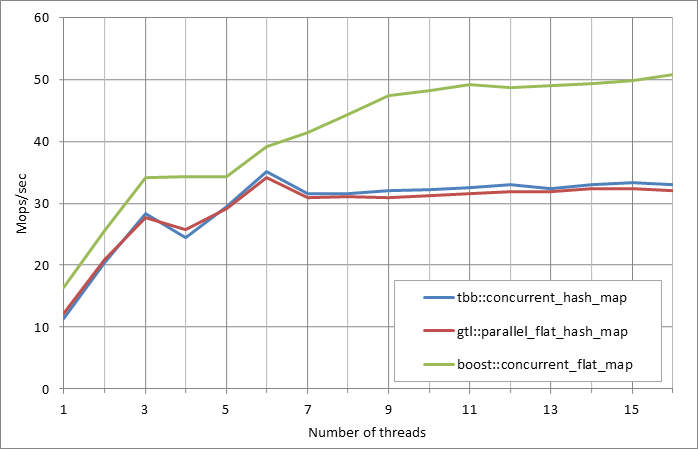 60
50
40
30
20
10
0
Mops/sec
tbb::concurrent_hash_map
gtl::parallel_flat_hash_map
boost::concurrent_flat_map
1 3 5 7 9 11 13 15
Number of threads